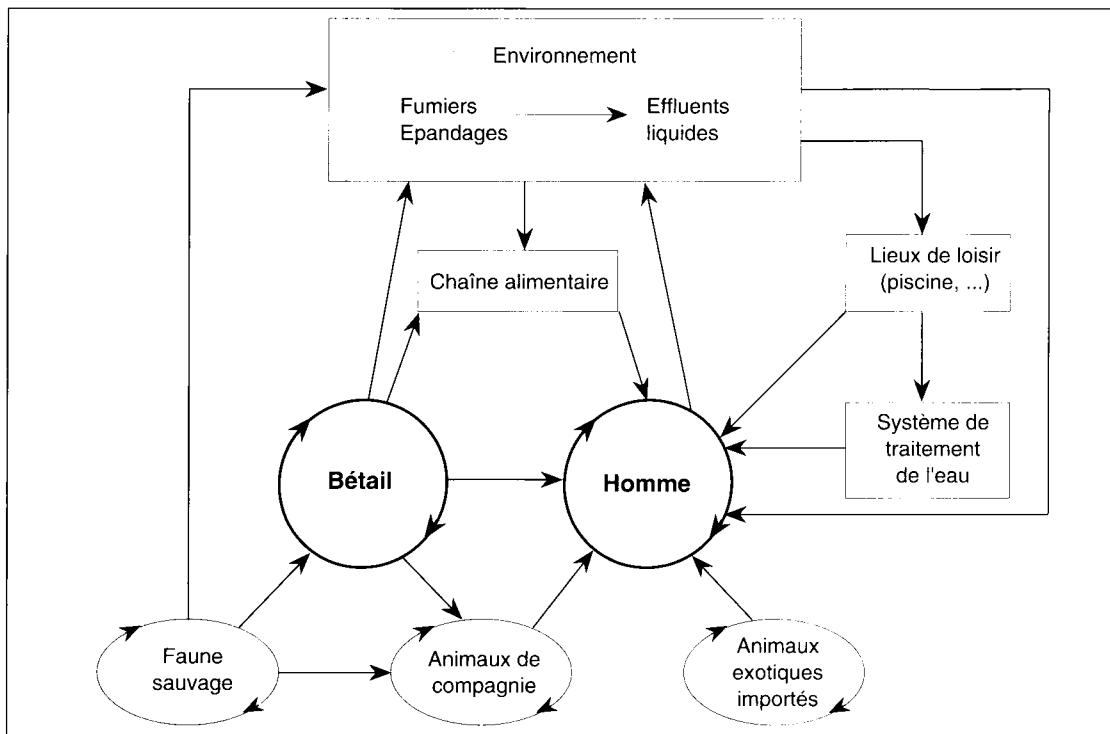 Environnement
Fumiers
Epandages
Effluents
liquides
Chaîne alimentaire
Lieux de loisir
(piscine, ...)
Système de
traitement
de l'eau
Bétail
Homme
Faune
sauvage
Animaux de
compagnie
Animaux
exotiques
importés